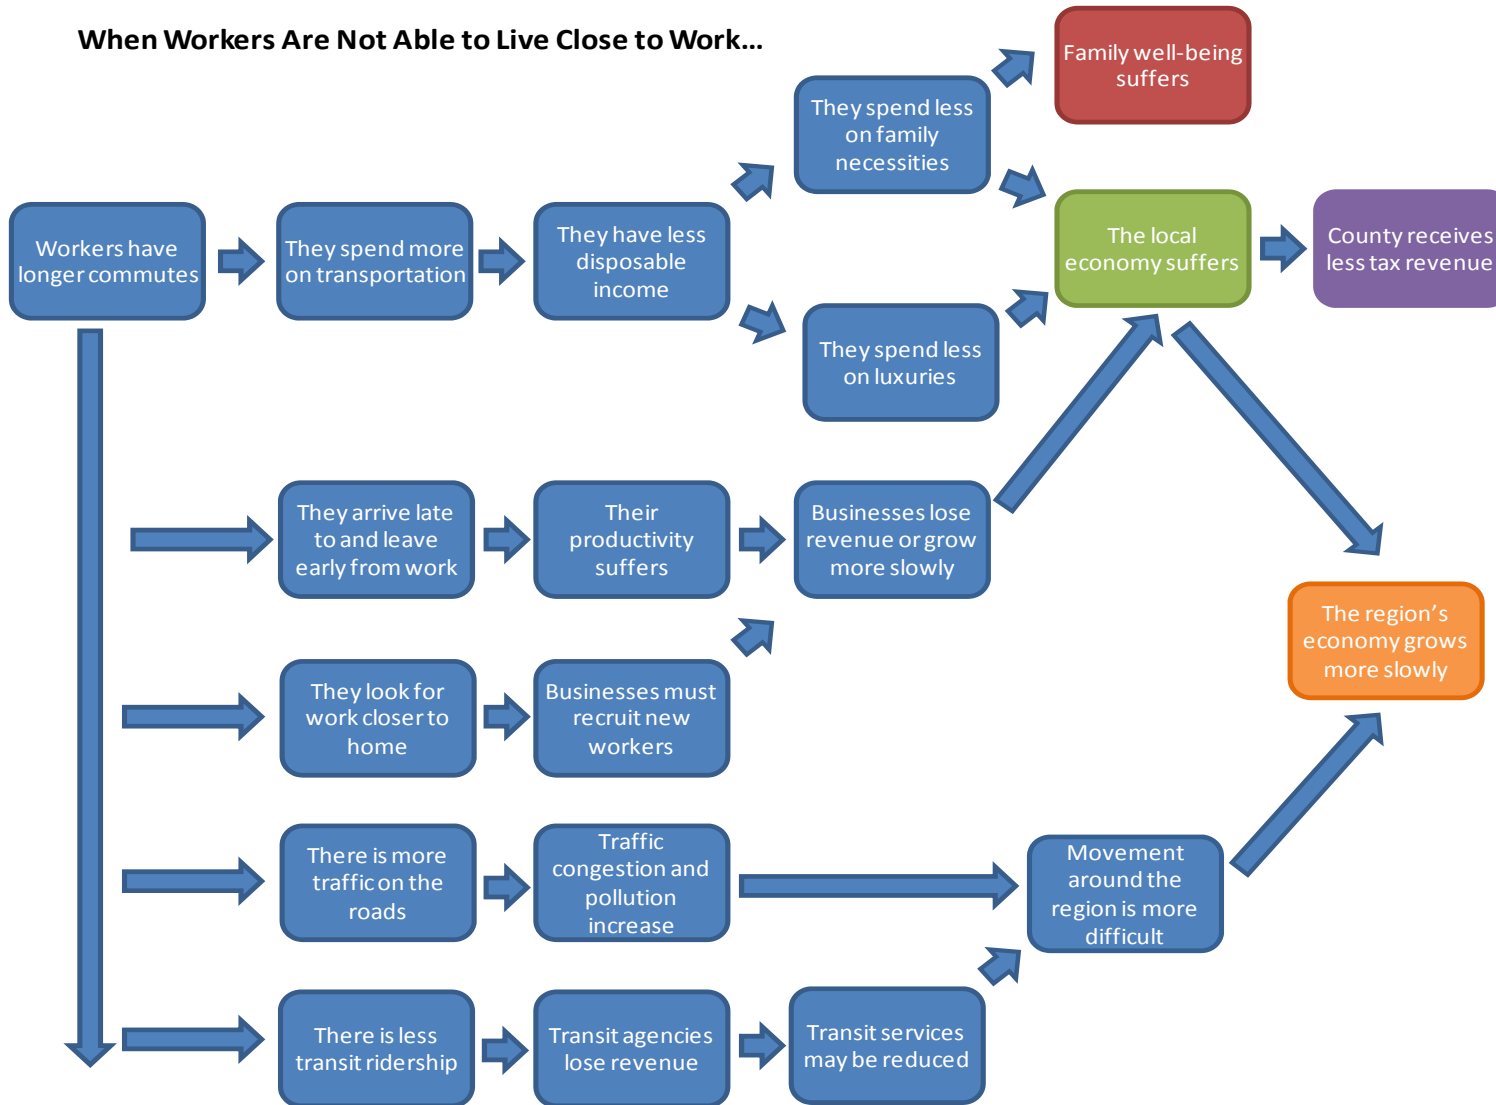 When Workers Are Not Able to Live Close to Work...
Family well-being
suffers
They spend less
on family
necessities
Workers have
longer commutes
They spend more
on transportation
They have less
disposable
income
The local
economy suffers
County receives
less tax revenue
They spend less
on luxuries
They arrive late
to and leave
early from work
Their
productivity
suffers
Businesses lose
revenue or grow
more slowly
The region's
economy grows
more slowly
They look for
work closer to
home
Businesses must
recruit new
workers
There is more
traffic on the
roads
Traffic
congestion and
pollution
increase
Movement
around the
region is more
difficult
There is less
transit ridership
Transit agencies
lose revenue
Transit services
may be reduced